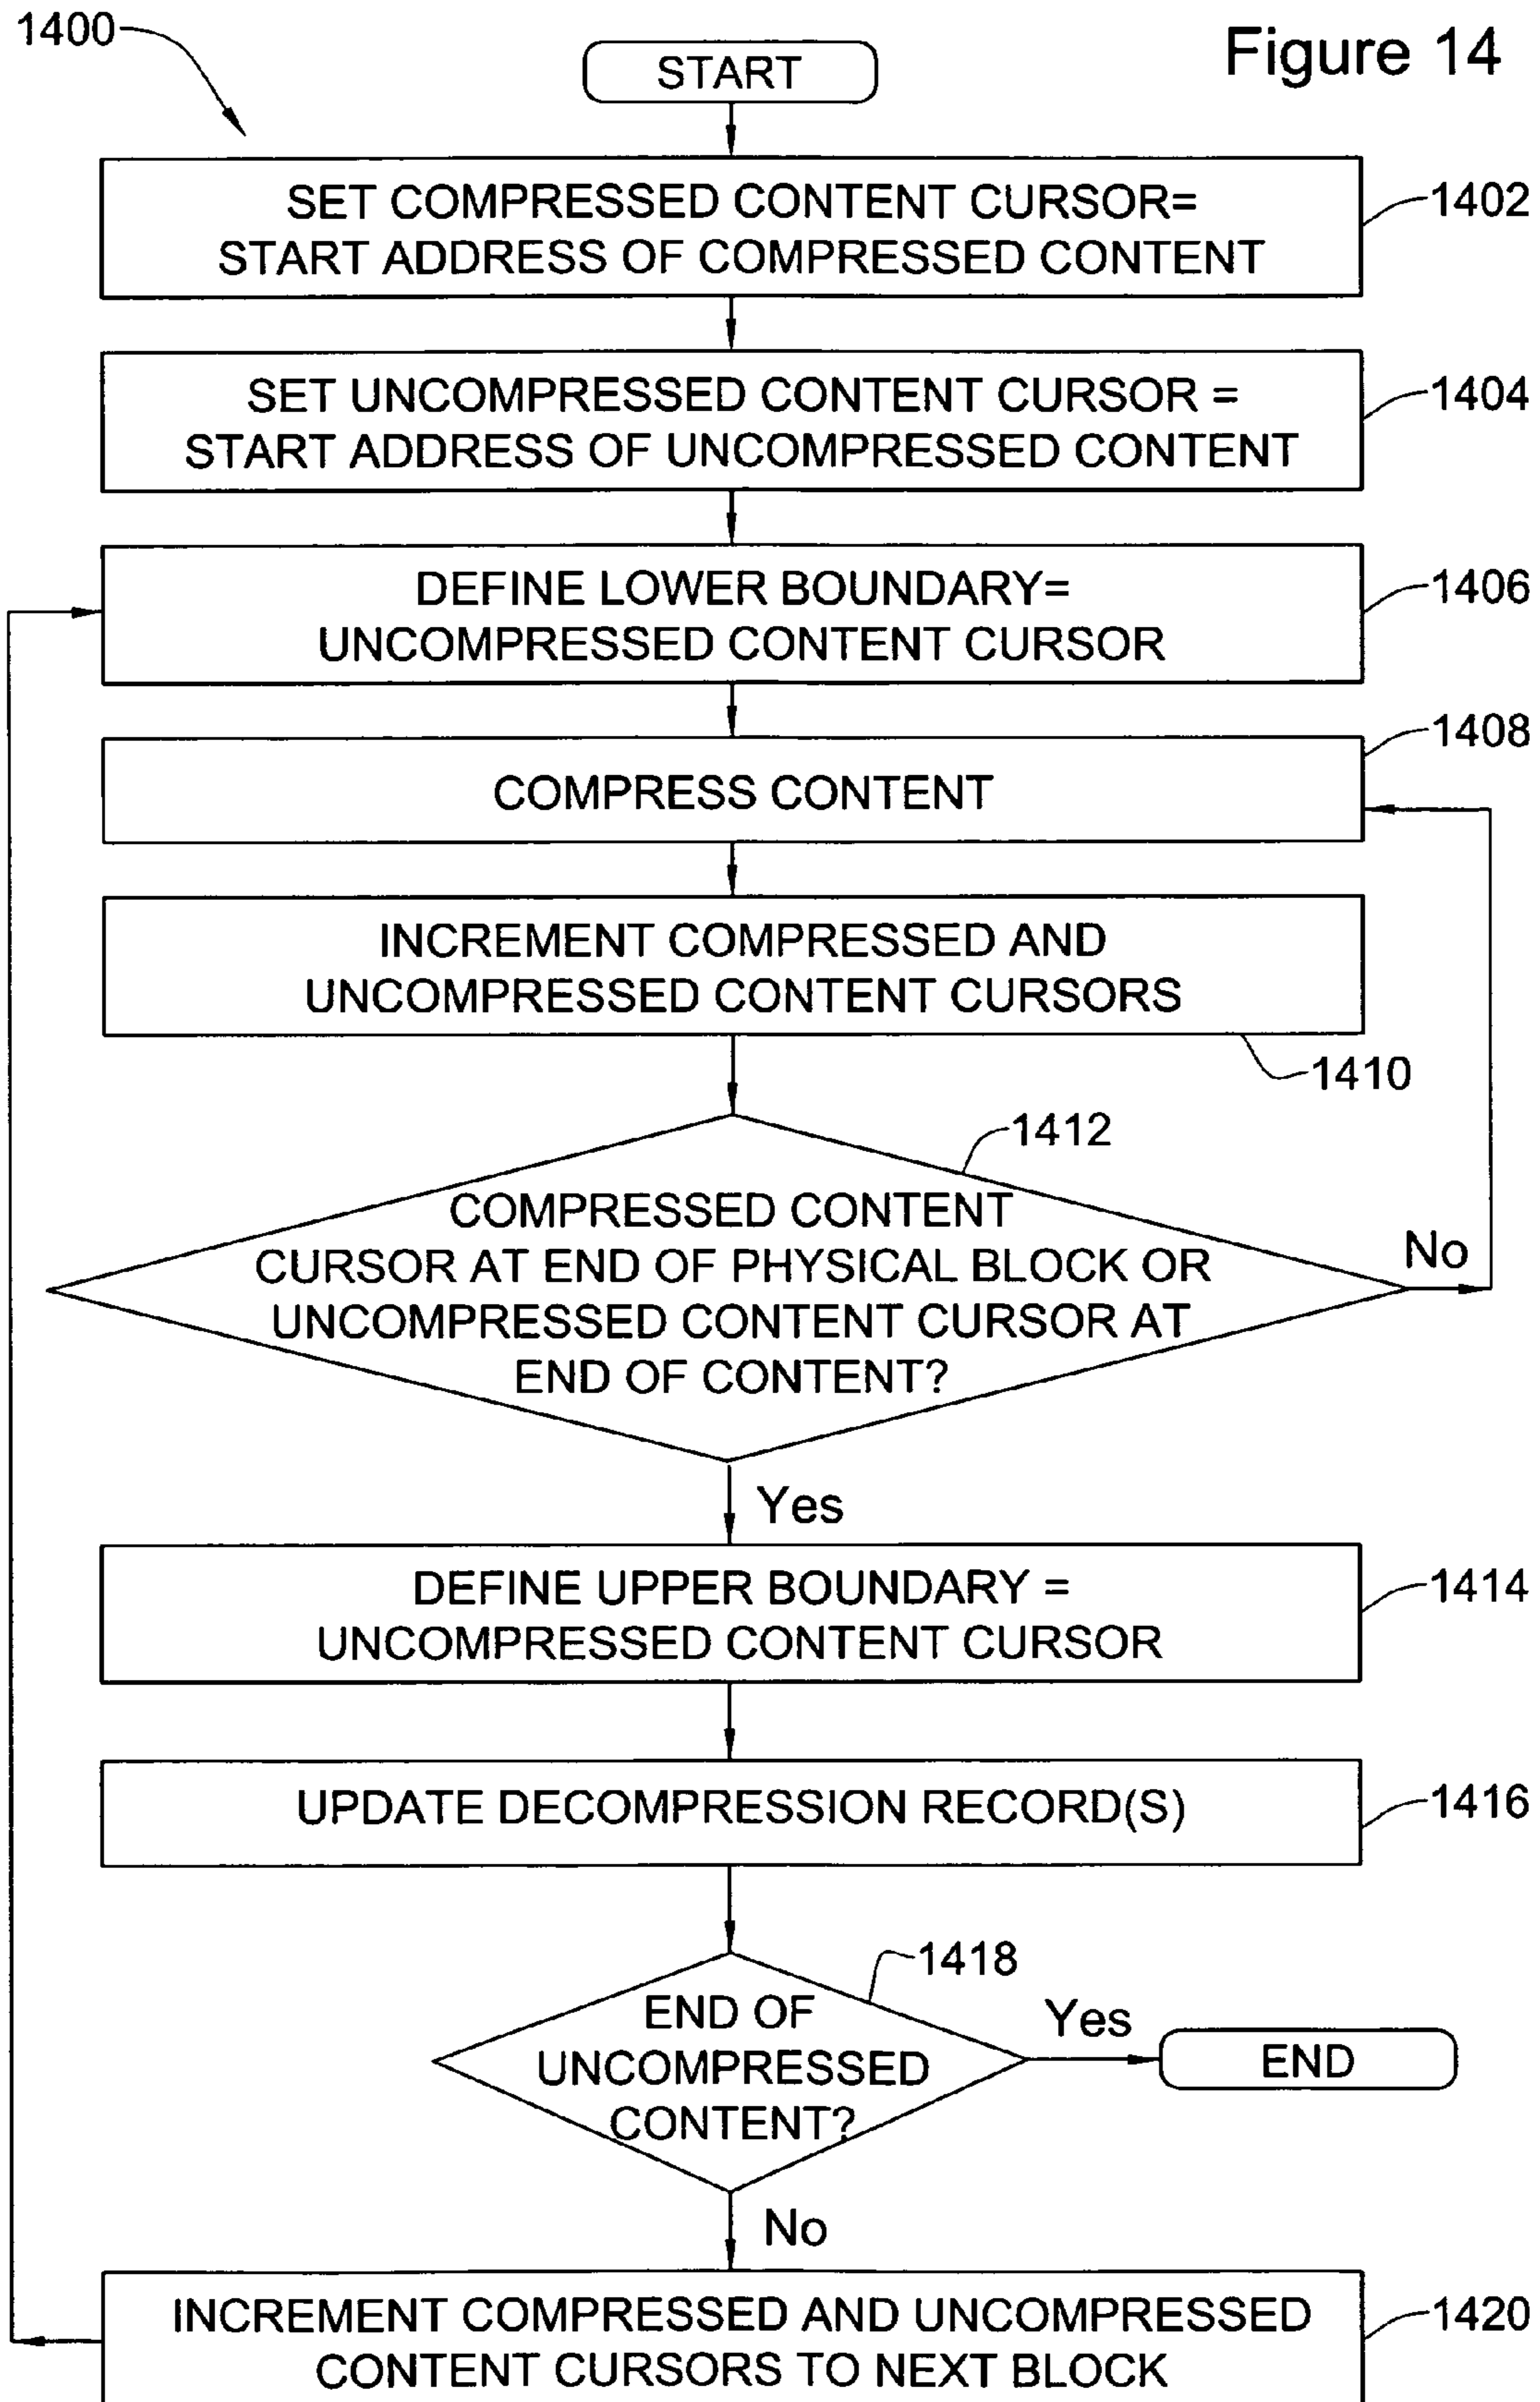 1400
Figure 14
START
SET COMPRESSED CONTENT CURSOR=
START ADDRESS OF COMPRESSED CONTENT
1402
SET UNCOMPRESSED CONTENT CURSOR =
START ADDRESS OF UNCOMPRESSED CONTENT
1404
DEFINE LOWER BOUNDARY=
UNCOMPRESSED CONTENT CURSOR
1406
COMPRESS CONTENT
1408
INCREMENT COMPRESSED AND
UNCOMPRESSED CONTENT CURSORS
1410
1412
COMPRESSED CONTENT
CURSOR AT END OF PHYSICAL BLOCK OR
UNCOMPRESSED CONTENT CURSOR AT
END OF CONTENT?
No
Yes
DEFINE UPPER BOUNDARY =
UNCOMPRESSED CONTENT CURSOR
1414
UPDATE DECOMPRESSION RECORD(S)
1416
1418
END OF
UNCOMPRESSED
CONTENT?
Yes
END
No
INCREMENT COMPRESSED AND UNCOMPRESSED
CONTENT CURSORS TO NEXT BLOCK
1420